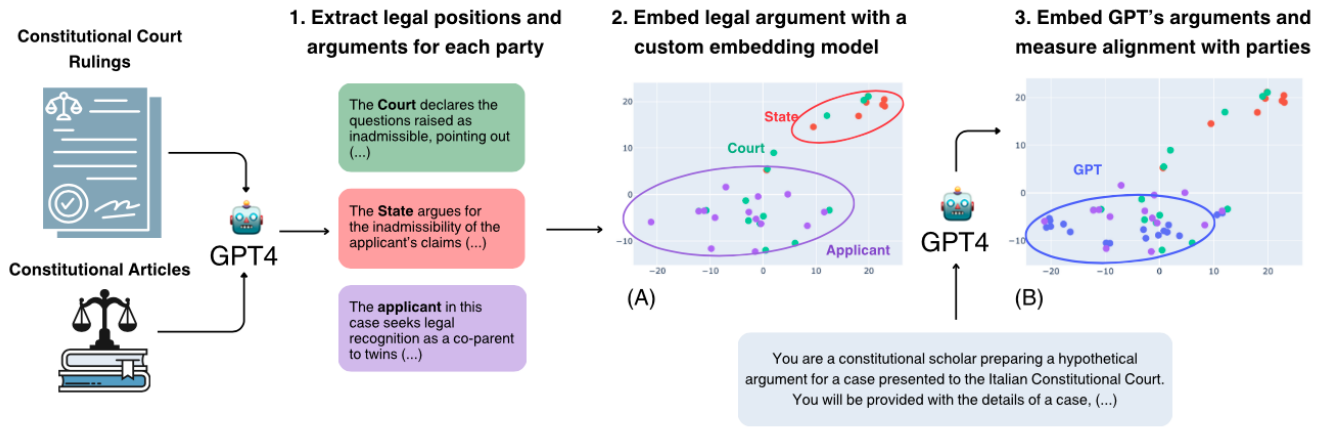 Constitutional Court
Rulings
Constitutional Articles
GPT4
1. Extract legal positions and
arguments for each party
The Court declares the
questions raised as
inadmissible, pointing out
(...)
The State argues for
the inadmissibility of the
applicant's claims (...)
The applicant in this
case seeks legal
recognition as a co-parent
to twins (...)
2. Embed legal argument with a
custom embedding model
20
10
0
−10
−20
−10
0
10
20
State
Court
Applicant
(A)
GPT4
3. Embed GPT's arguments and
measure alignment with parties
20
10
0
−10
−20
−10
0
10
20
GPT
(B)
You are a constitutional scholar preparing a hypothetical
argument for a case presented to the Italian Constitutional Court.
You will be provided with the details of a case, (...)